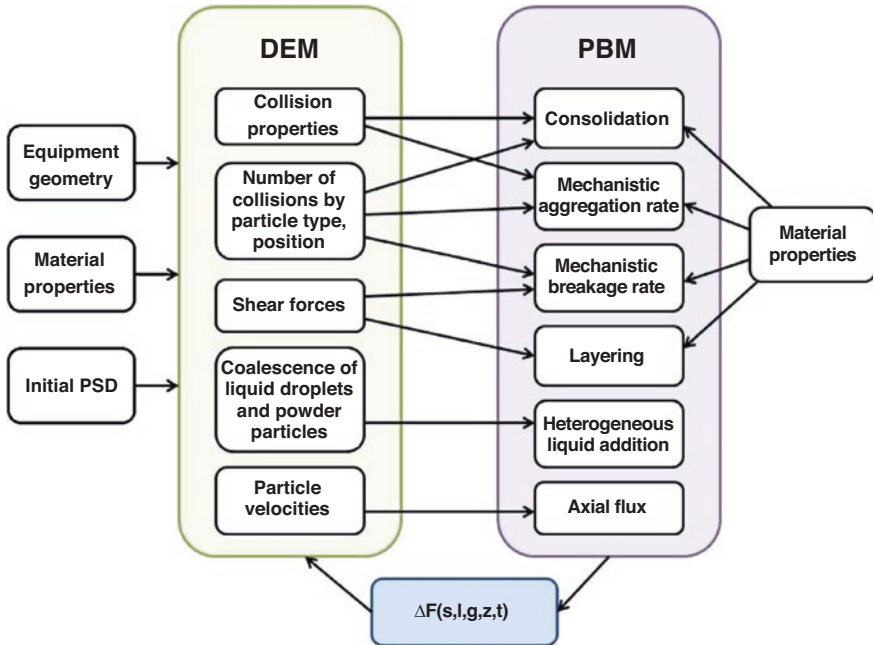 DEM
PBM
Equipment
geometry
Material
properties
Initial PSD
Collision
properties
Number of
collisions by
particle type,
position
Shear forces
Coalescence of
liquid droplets
and powder
particles
Particle
velocities
Consolidation
Mechanistic
aggregation rate
Mechanistic
breakage rate
Layering
Heterogeneous
liquid addition
Axial flux
Material
properties
ΔF(s,l,g,z,t)